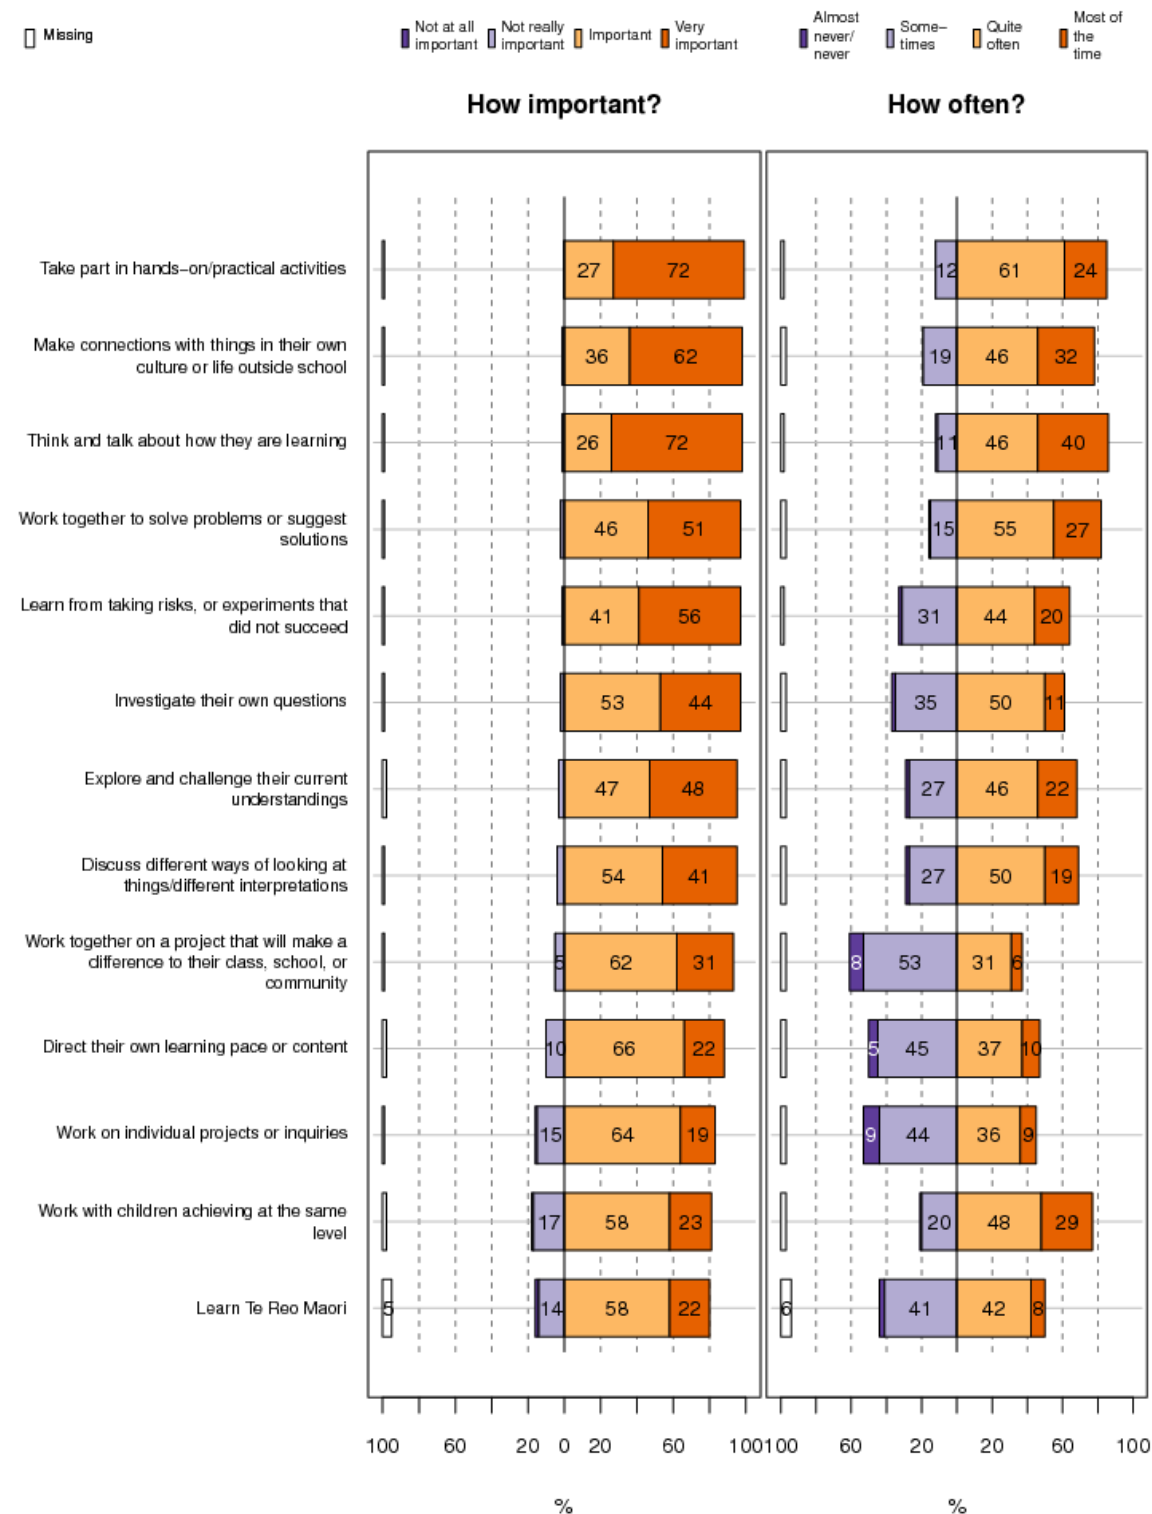 Missing
Not at all
important
Not really
important
Important
Very
important
Almost
never/
never
Some–
times
Quite
often
Most of
the
time
How important?
How often?
Take part in hands–on/practical activities
27 72 12 61 24
Make connections with things in their own
culture or life outside school
36 62 19 46 32
Think and talk about how they are learning
26 72 11 46 40
Work together to solve problems or suggest
solutions
46 51 15 55 27
Learn from taking risks, or experiments that
did not succeed
41 56 31 44 20
Investigate their own questions
53 44 35 50 11
Explore and challenge their current
understandings
47 48 27 46 22
Discuss different ways of looking at
things/different interpretations
54 41 27 50 19
Work together on a project that will make a
difference to their class, school, or
community
5 62 31 8 53 31 6
Direct their own learning pace or content
10 66 22 5 45 37 10
Work on individual projects or inquiries
15 64 19 9 44 36 9
Work with children achieving at the same
level
17 58 23 20 48 29
Learn Te Reo Maori
5 14 58 22 6 41 42 8
100 60 20 0 20 60 100 100 60 20 20 60 100
% %